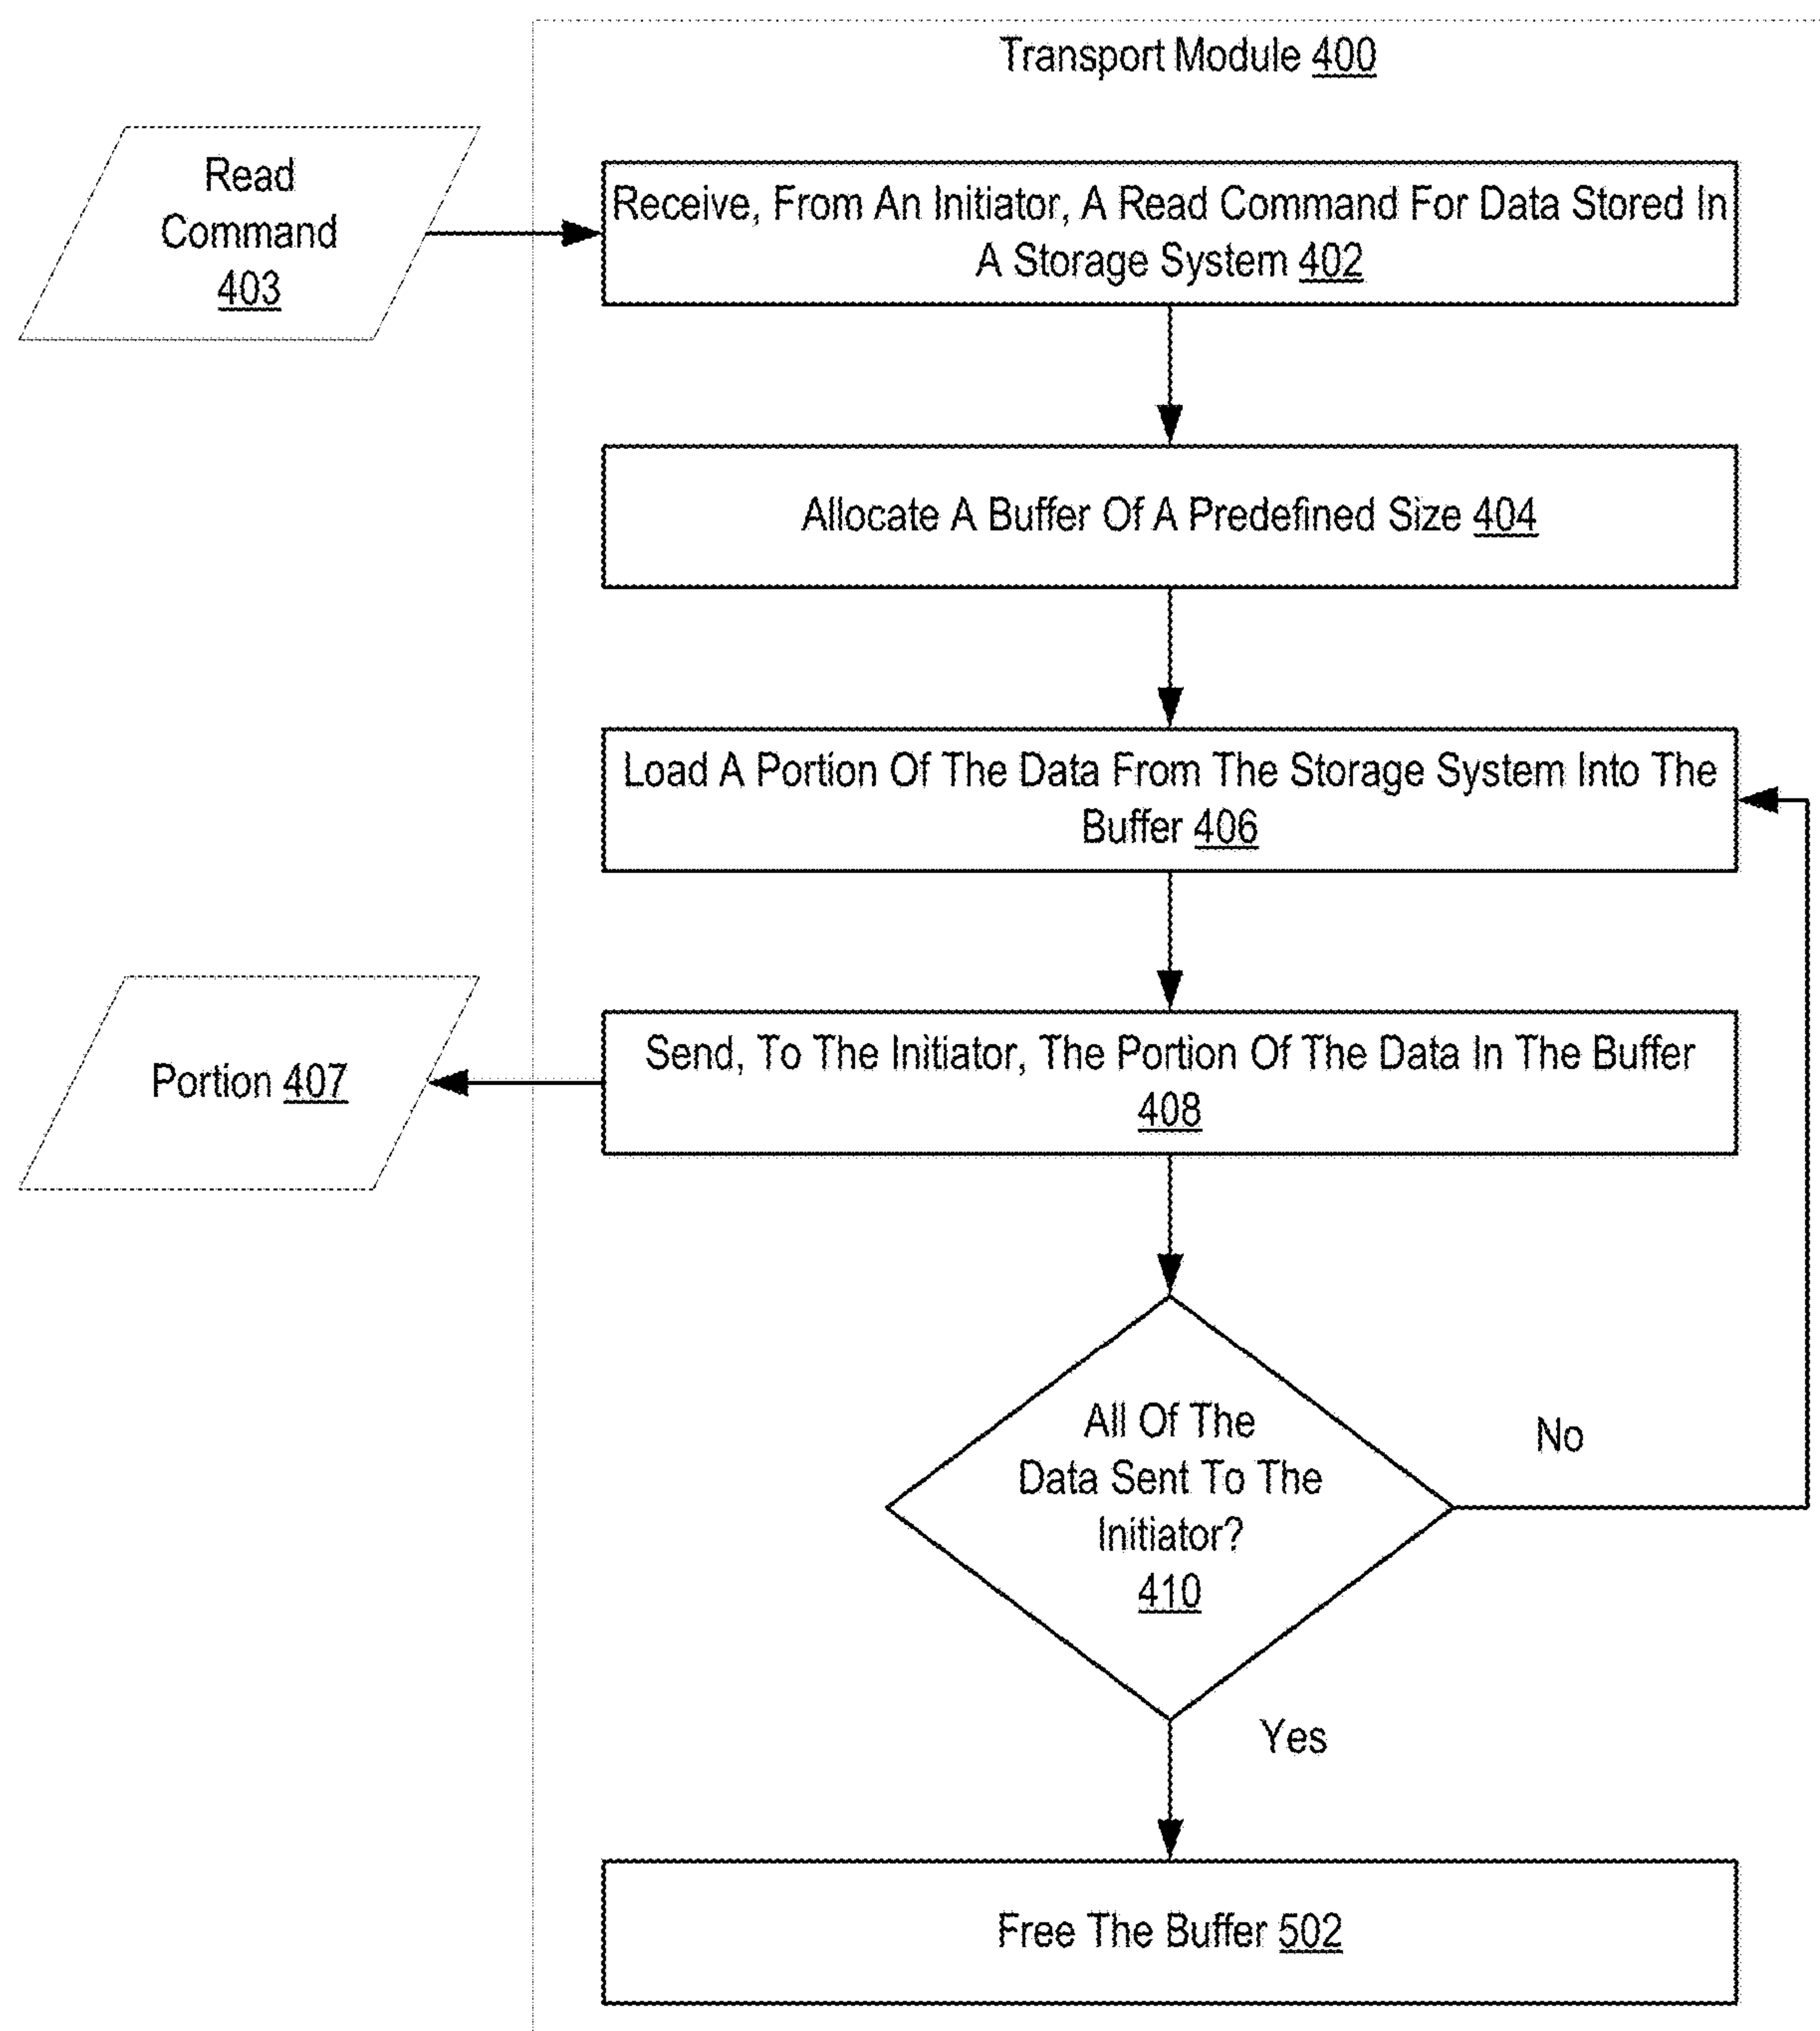 Transport Module 400
Read
Command
403
Receive, From An Initiator, A Read Command For Data Stored In
A Storage System 402
Allocate A Buffer Of A Predefined Size 404
Load A Portion Of The Data From The Storage System Into The
Buffer 406
Portion 407
Send, To The Initiator, The Portion Of The Data In The Buffer
408
All Of The
Data Sent To The
Initiator?
410
No
Yes
Free The Buffer 502